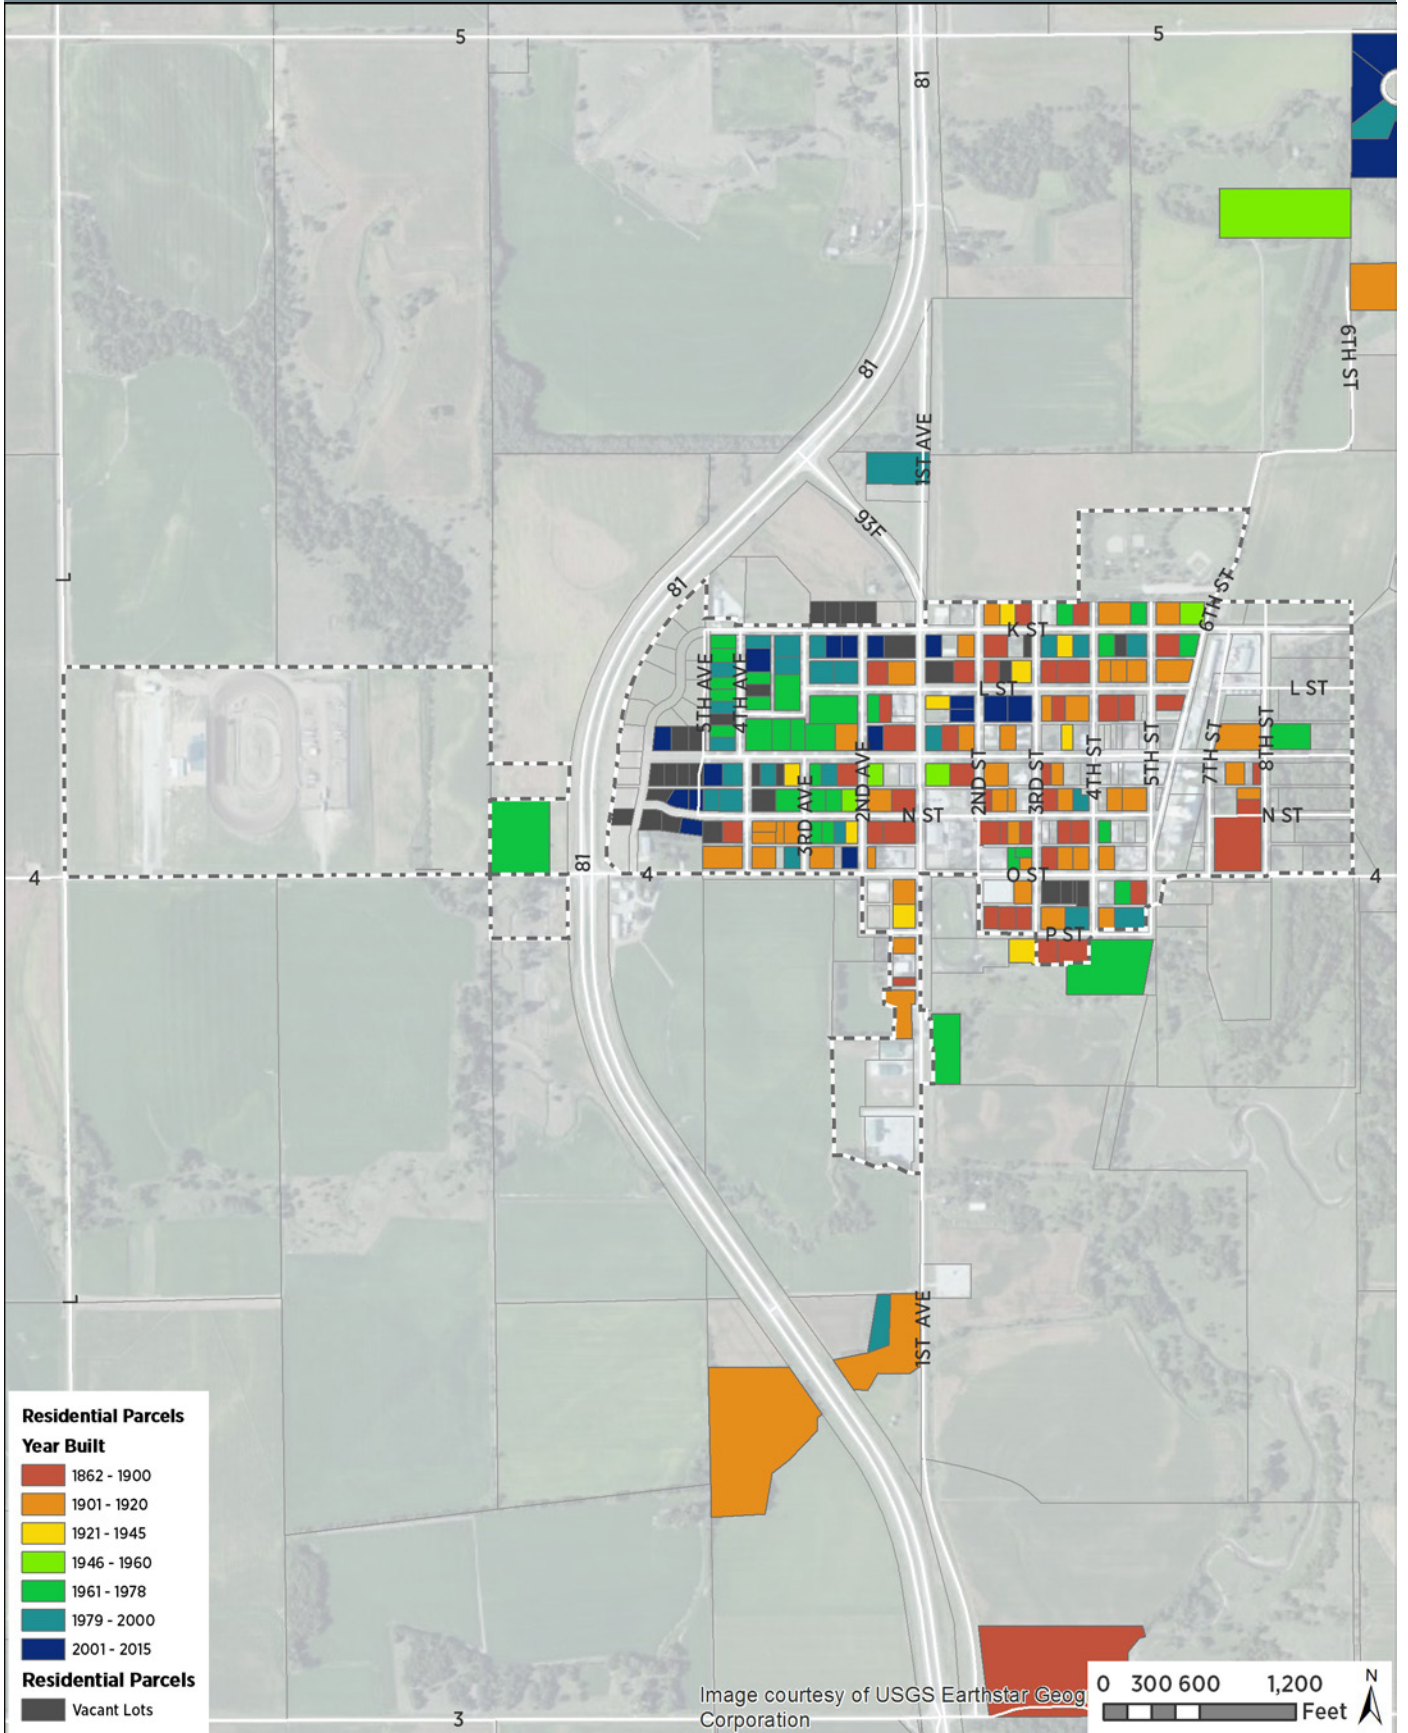 5
5
81
6TH ST
81
1ST AVE
93F
81
L
6TH ST
K ST
5TH AVE
4TH AVE
L ST
L ST
3RD AVE
2ND AVE
2ND ST
3RD ST
4TH ST
5TH ST
7TH ST
8TH ST
N ST
N ST
81
4
4
O ST
4
P ST
L
1ST AVE
Residential Parcels
Year Built
1862 - 1900
1901 - 1920
1921 - 1945
1946 - 1960
1961 - 1978
1979 - 2000
2001 - 2015
Residential Parcels
Vacant Lots
3
Image courtesy of USGS Earthstar Geog
Corporation
0 300 600 1,200
Feet
N